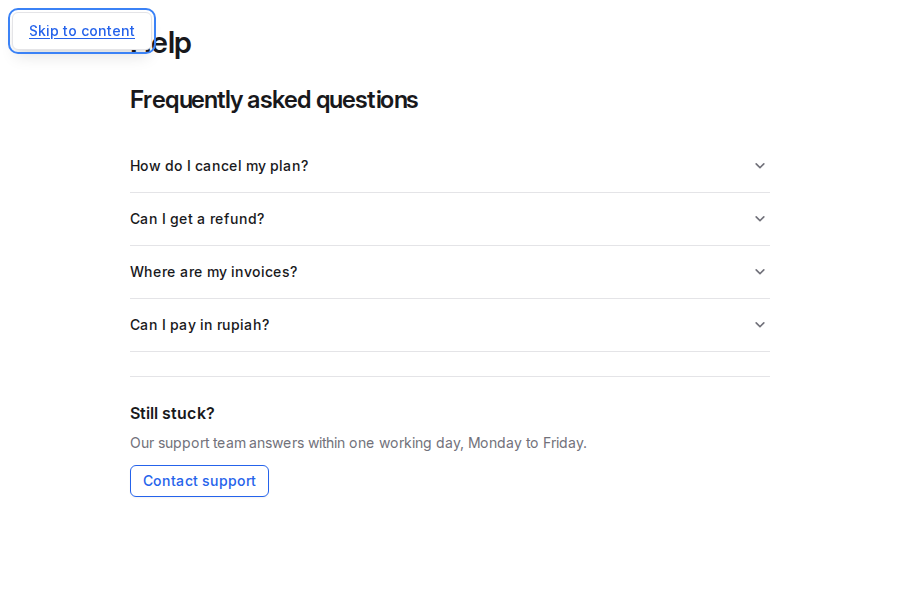 Skip to content
Help
Frequently asked questions
How do I cancel my plan?
Can I get a refund?
Where are my invoices?
Can I pay in rupiah?
Still stuck?
Our support team answers within one working day, Monday to Friday.
Contact support